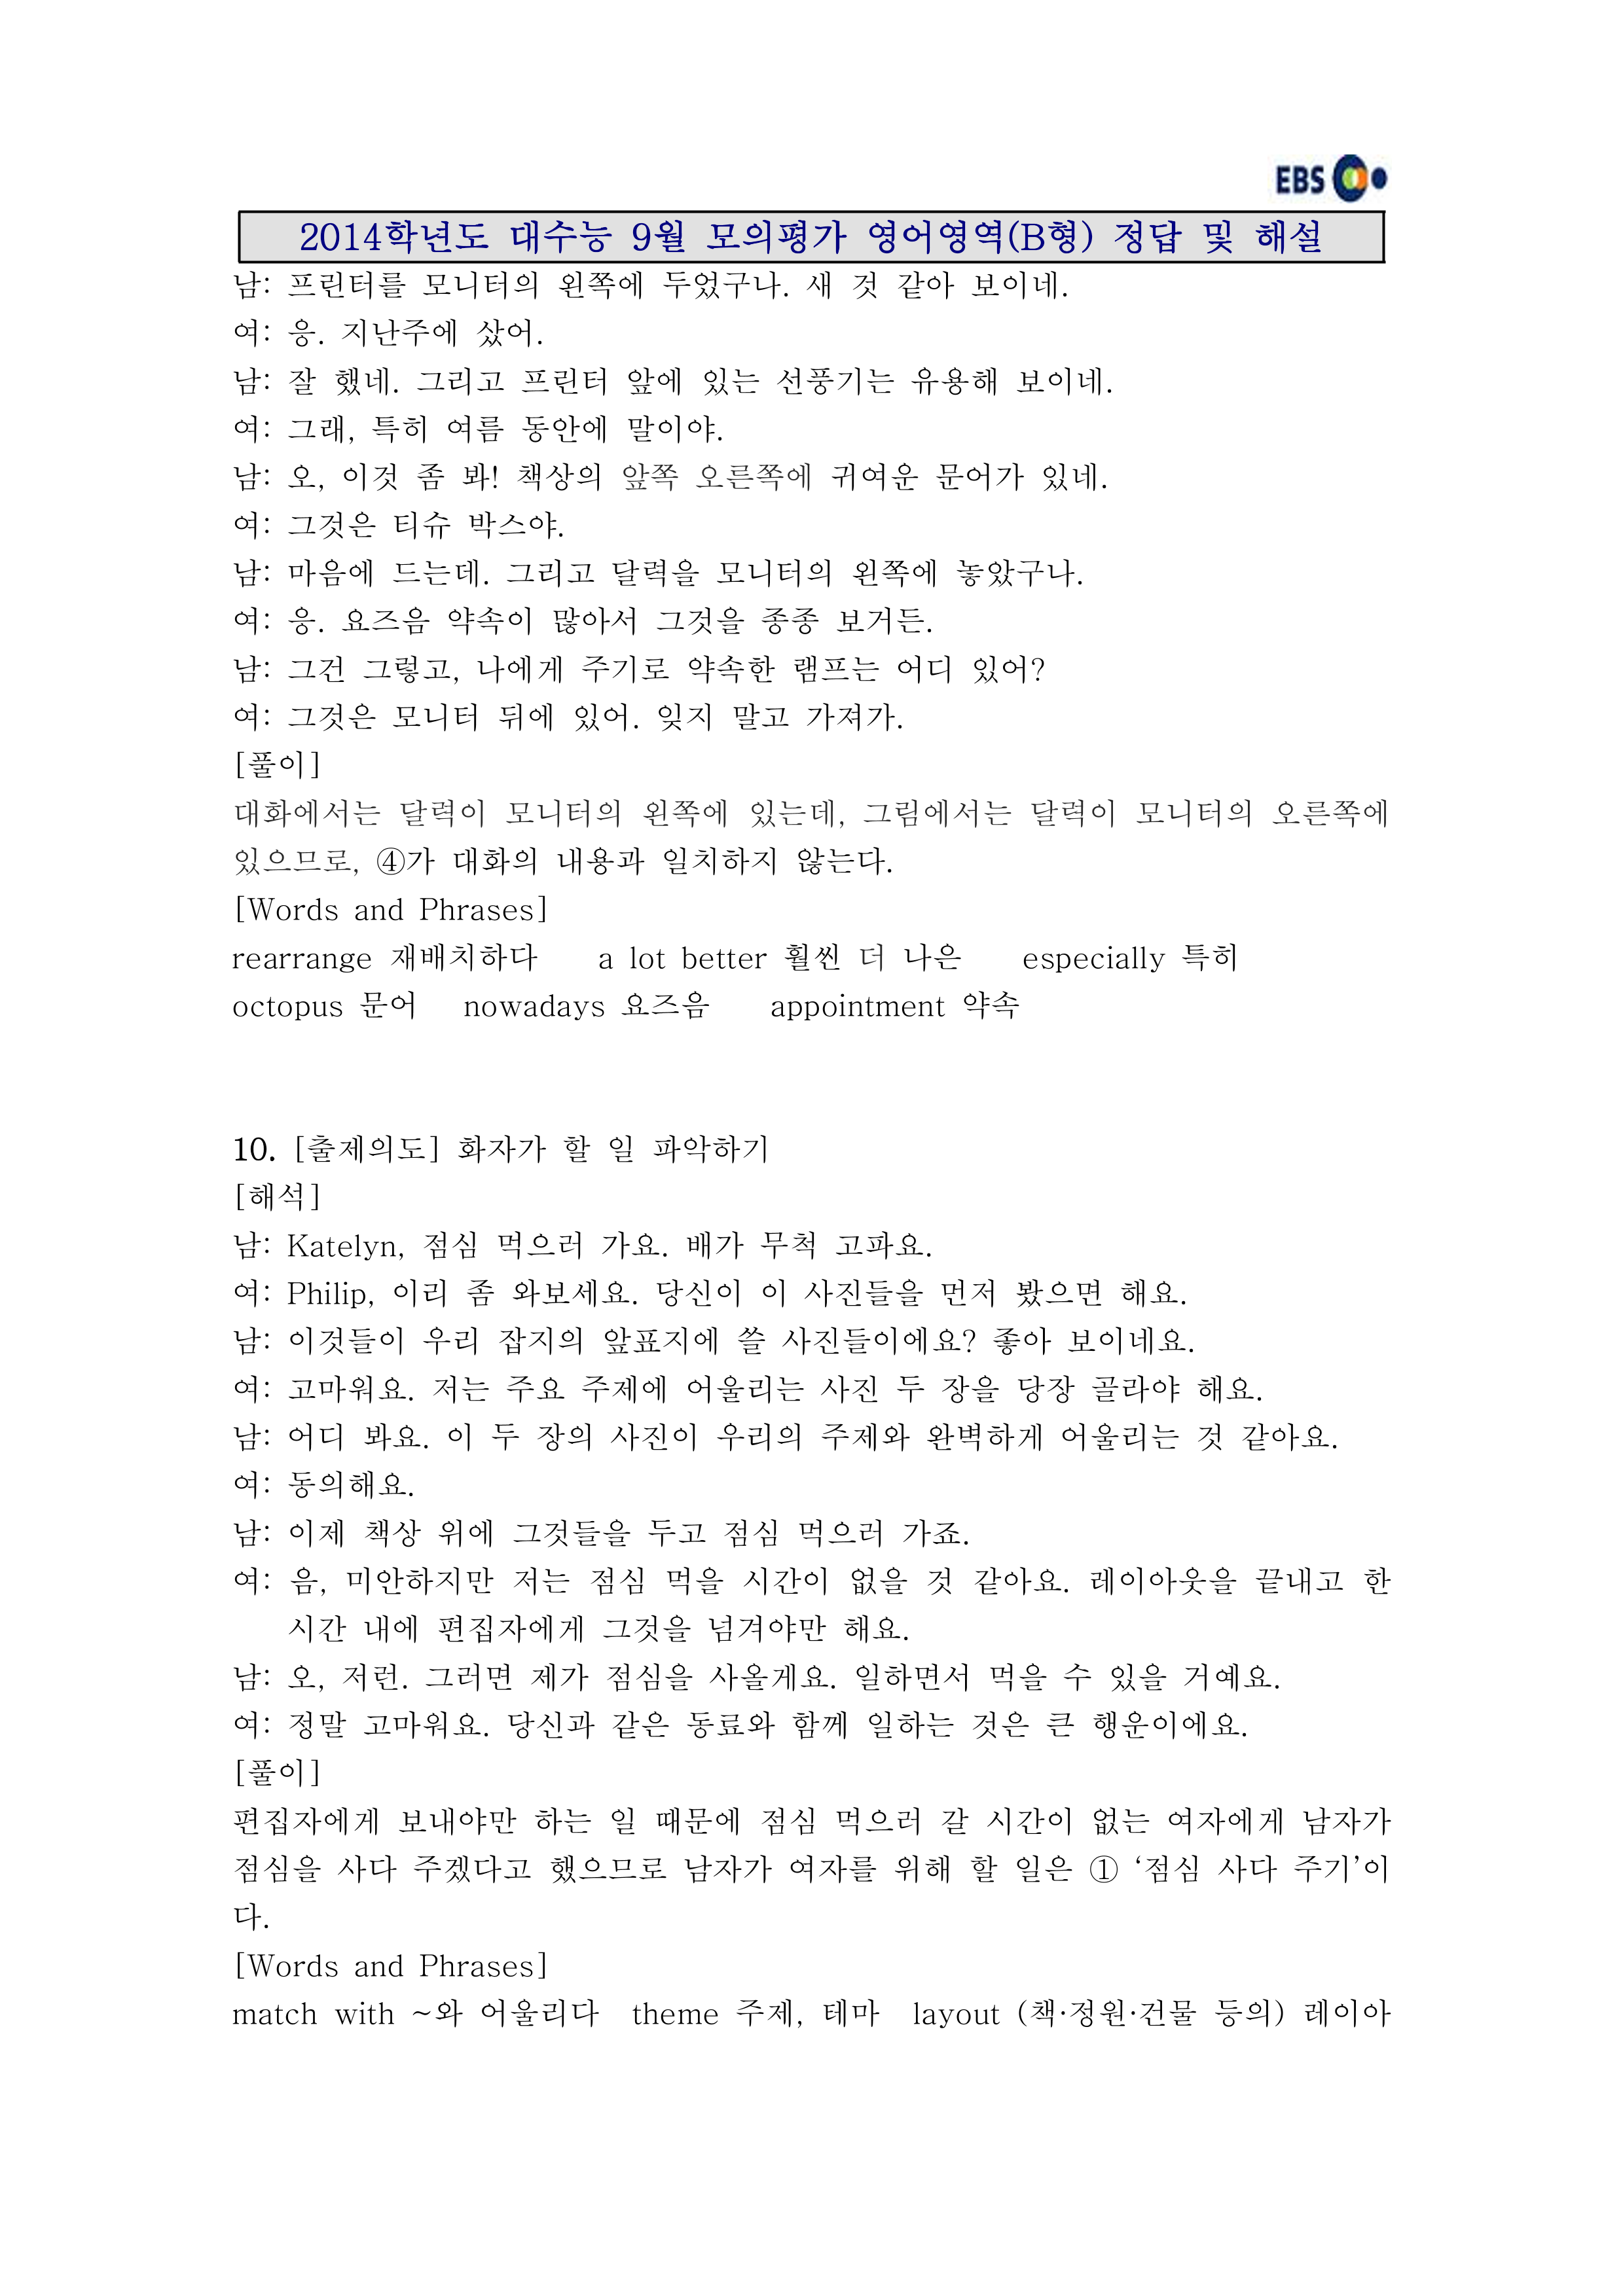 EBS
2014학년도 대수능 9월 모의평가 영어영역(B형) 정답 및 해설
남: 프린터를 모니터의 왼쪽에 두었구나. 새 것 같아 보이네.
여: 응. 지난주에 샀어.
남: 잘 했네. 그리고 프린터 앞에 있는 선풍기는 유용해 보이네.
여: 그래, 특히 여름 동안에 말이야.
남: 오, 이것 좀 봐! 책상의 앞쪽 오른쪽에 귀여운 문어가 있네.
여: 그것은 티슈 박스야.
남: 마음에 드는데. 그리고 달력을 모니터의 왼쪽에 놓았구나.
여: 응. 요즈음 약속이 많아서 그것을 종종 보거든.
남: 그건 그렇고, 나에게 주기로 약속한 램프는 어디 있어?
여: 그것은 모니터 뒤에 있어. 잊지 말고 가져가.
[풀이]
대화에서는 달력이 모니터의 왼쪽에 있는데, 그림에서는 달력이 모니터의 오른쪽에
있으므로, ④가 대화의 내용과 일치하지 않는다.
[Words and Phrases]
rearrange 재배치하다 a lot better 훨씬 더 나은 especially 특히
octopus 문어 nowadays 요즈음 appointment 약속
10. [출제의도] 화자가 할 일 파악하기
[해석]
남: Katelyn, 점심 먹으러 가요. 배가 무척 고파요.
여: Philip, 이리 좀 와보세요. 당신이 이 사진들을 먼저 봤으면 해요.
남: 이것들이 우리 잡지의 앞표지에 쓸 사진들이에요? 좋아 보이네요.
여: 고마워요. 저는 주요 주제에 어울리는 사진 두 장을 당장 골라야 해요.
남: 어디 봐요. 이 두 장의 사진이 우리의 주제와 완벽하게 어울리는 것 같아요.
여: 동의해요.
남: 이제 책상 위에 그것들을 두고 점심 먹으러 가죠.
여: 음, 미안하지만 저는 점심 먹을 시간이 없을 것 같아요. 레이아웃을 끝내고 한
시간 내에 편집자에게 그것을 넘겨야만 해요.
남: 오, 저런. 그러면 제가 점심을 사올게요. 일하면서 먹을 수 있을 거예요.
여: 정말 고마워요. 당신과 같은 동료와 함께 일하는 것은 큰 행운이에요.
[풀이]
편집자에게 보내야만 하는 일 때문에 점심 먹으러 갈 시간이 없는 여자에게 남자가
점심을 사다 주겠다고 했으므로 남자가 여자를 위해 할 일은 ① ‘점심 사다 주기’이
다.
[Words and Phrases]
match with ~와 어울리다 theme 주제, 테마 layout (책·정원·건물 등의) 레이아